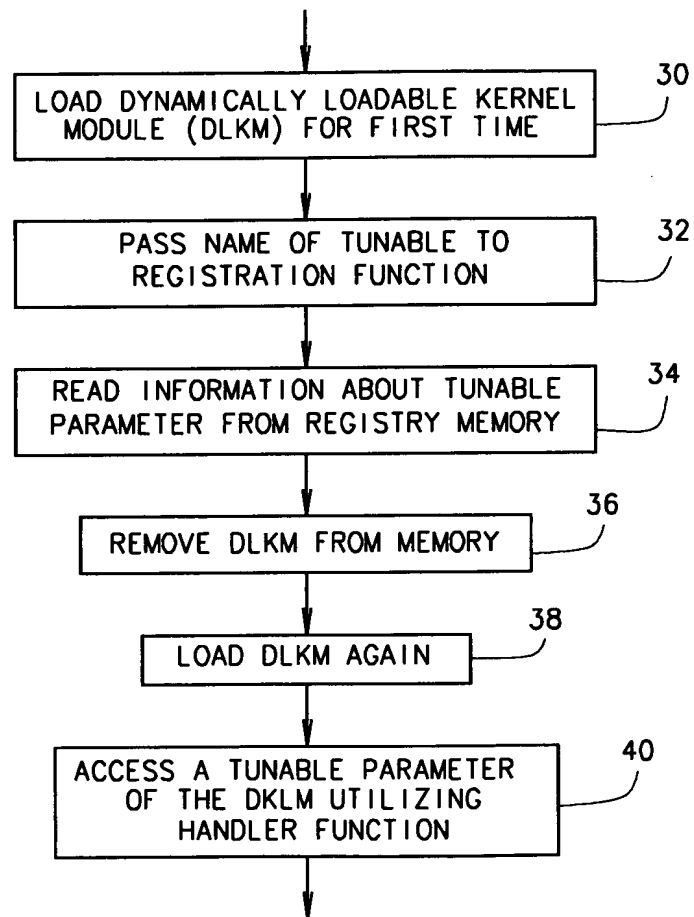 30
LOAD DYNAMICALLY LOADABLE KERNEL
MODULE (DLKM) FOR FIRST TIME
32
PASS NAME OF TUNABLE TO
REGISTRATION FUNCTION
34
READ INFORMATION ABOUT TUNABLE
PARAMETER FROM REGISTRY MEMORY
36
REMOVE DLKM FROM MEMORY
38
LOAD DLKM AGAIN
40
ACCESS A TUNABLE PARAMETER
OF THE DKLM UTILIZING
HANDLER FUNCTION